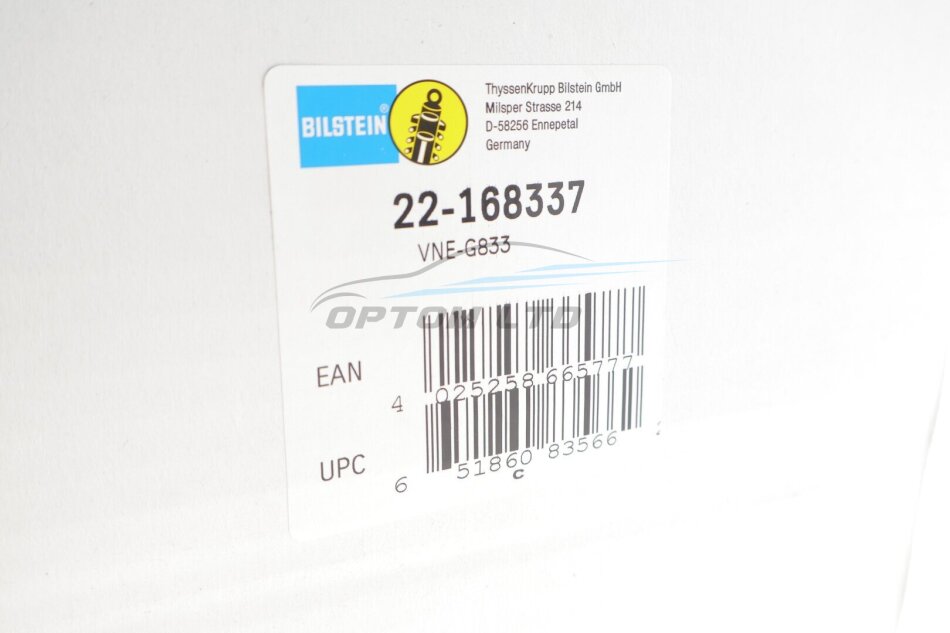 BILSTEIN®
ThyssenKrupp Bilstein GmbH
Milsper Strasse 214
D-58256 Ennepetal
Germany
22-168337
VNE-G833
OPTOM LTD
EAN
4 025258 665777
UPC
6 51860 83566
C